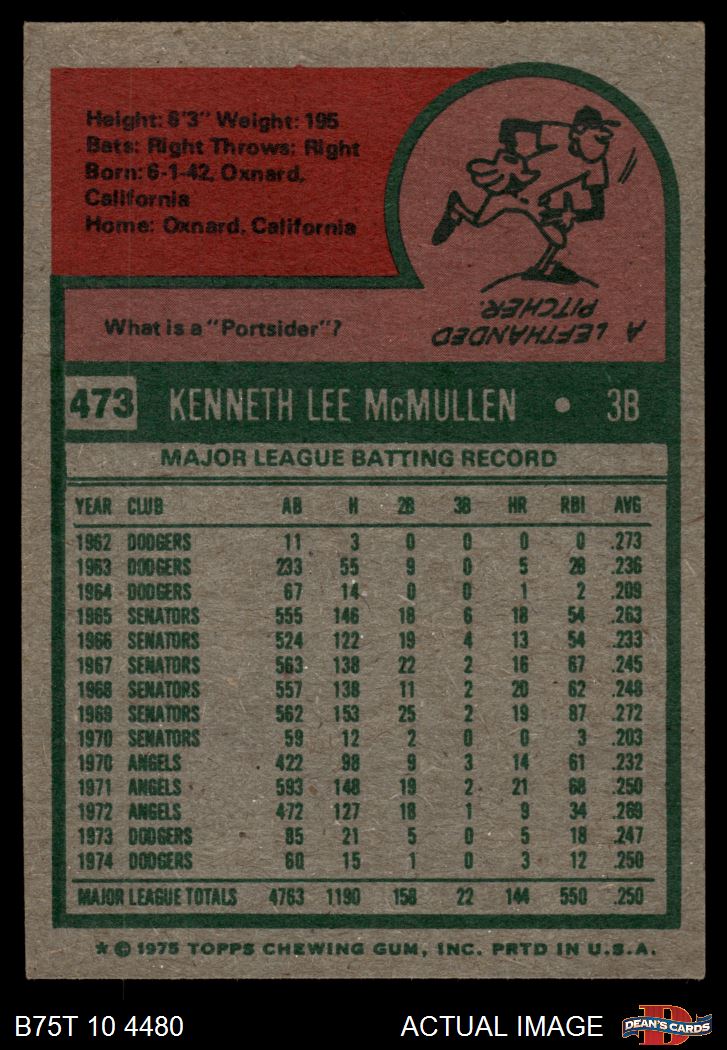 Height: 6'3" Weight: 195
Bats: Right Throws: Right
Born: 6-1-42, Oxnard,
California
Home: Oxnard, California
What is a "Portsider"?
A LEFTHANDED
PITCHER.
473 KENNETH LEE McMULLEN • 3B
MAJOR LEAGUE BATTING RECORD
YEAR CLUB AB H 2B 3B HR RBI AVG
1962 DODGERS 11 3 0 0 0 0 .273
1963 DODGERS 233 55 9 0 5 28 .236
1964 DODGERS 67 14 0 0 1 2 .209
1965 SENATORS 555 146 18 6 18 54 .263
1966 SENATORS 524 122 19 4 13 54 .233
1967 SENATORS 563 138 22 2 16 67 .245
1968 SENATORS 557 138 11 2 20 62 .248
1969 SENATORS 562 153 25 2 19 87 .272
1970 SENATORS 59 12 2 0 0 3 .203
1970 ANGELS 422 98 9 3 14 61 .232
1971 ANGELS 593 148 19 2 21 68 .250
1972 ANGELS 472 127 18 1 9 34 .269
1973 DODGERS 85 21 5 0 5 18 .247
1974 DODGERS 60 15 1 0 3 12 .250
MAJOR LEAGUE TOTALS 4763 1190 158 22 144 550 .250
★ © 1975 TOPPS CHEWING GUM, INC. PRTD IN U.S.A.
B75T 10 4480 ACTUAL IMAGE
D
DEAN'S CARDS